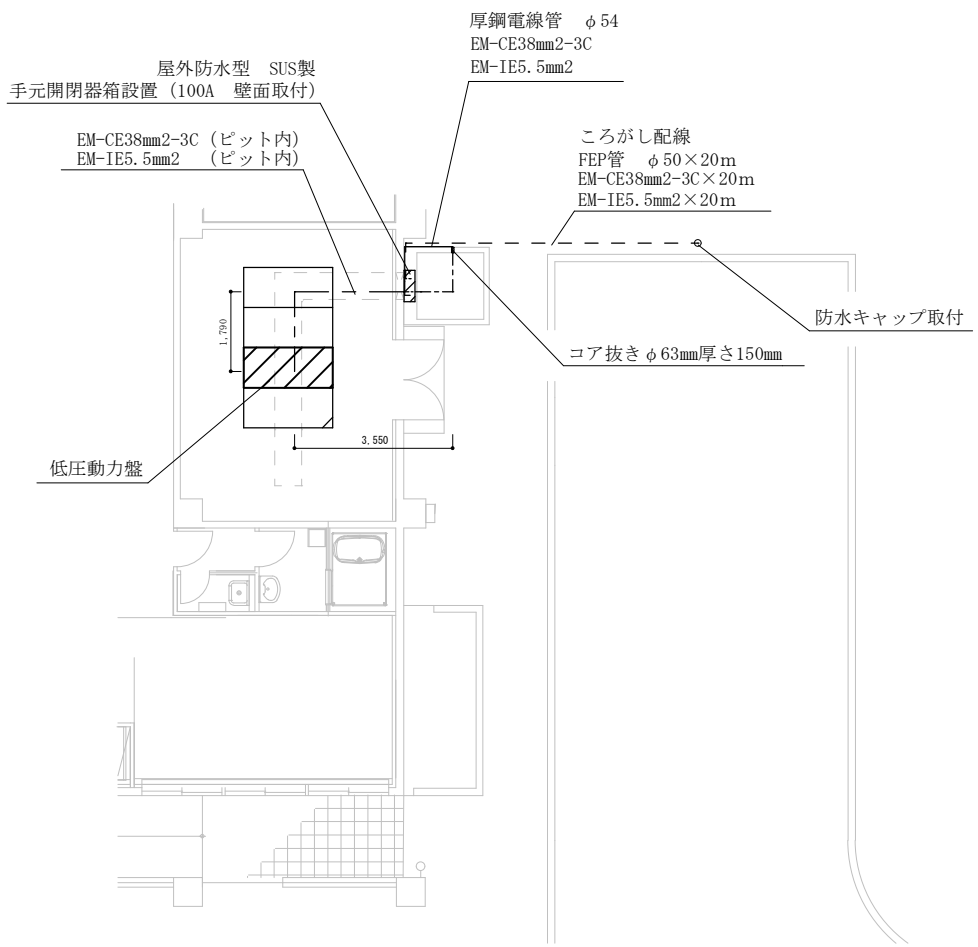 厚鋼電線管　φ54
EM-CE38mm2-3C
EM-IE5.5mm2
屋外防水型　SUS製
手元開閉器箱設置（100A　壁面取付）
EM-CE38mm2-3C（ピット内）
EM-IE5.5mm2　（ピット内）
ころがし配線
FEP管　φ50×20m
EM-CE38mm2-3C×20m
EM-IE5.5mm2×20m
防水キャップ取付
コア抜きφ63mm厚さ150mm
1,790
3,550
低圧動力盤